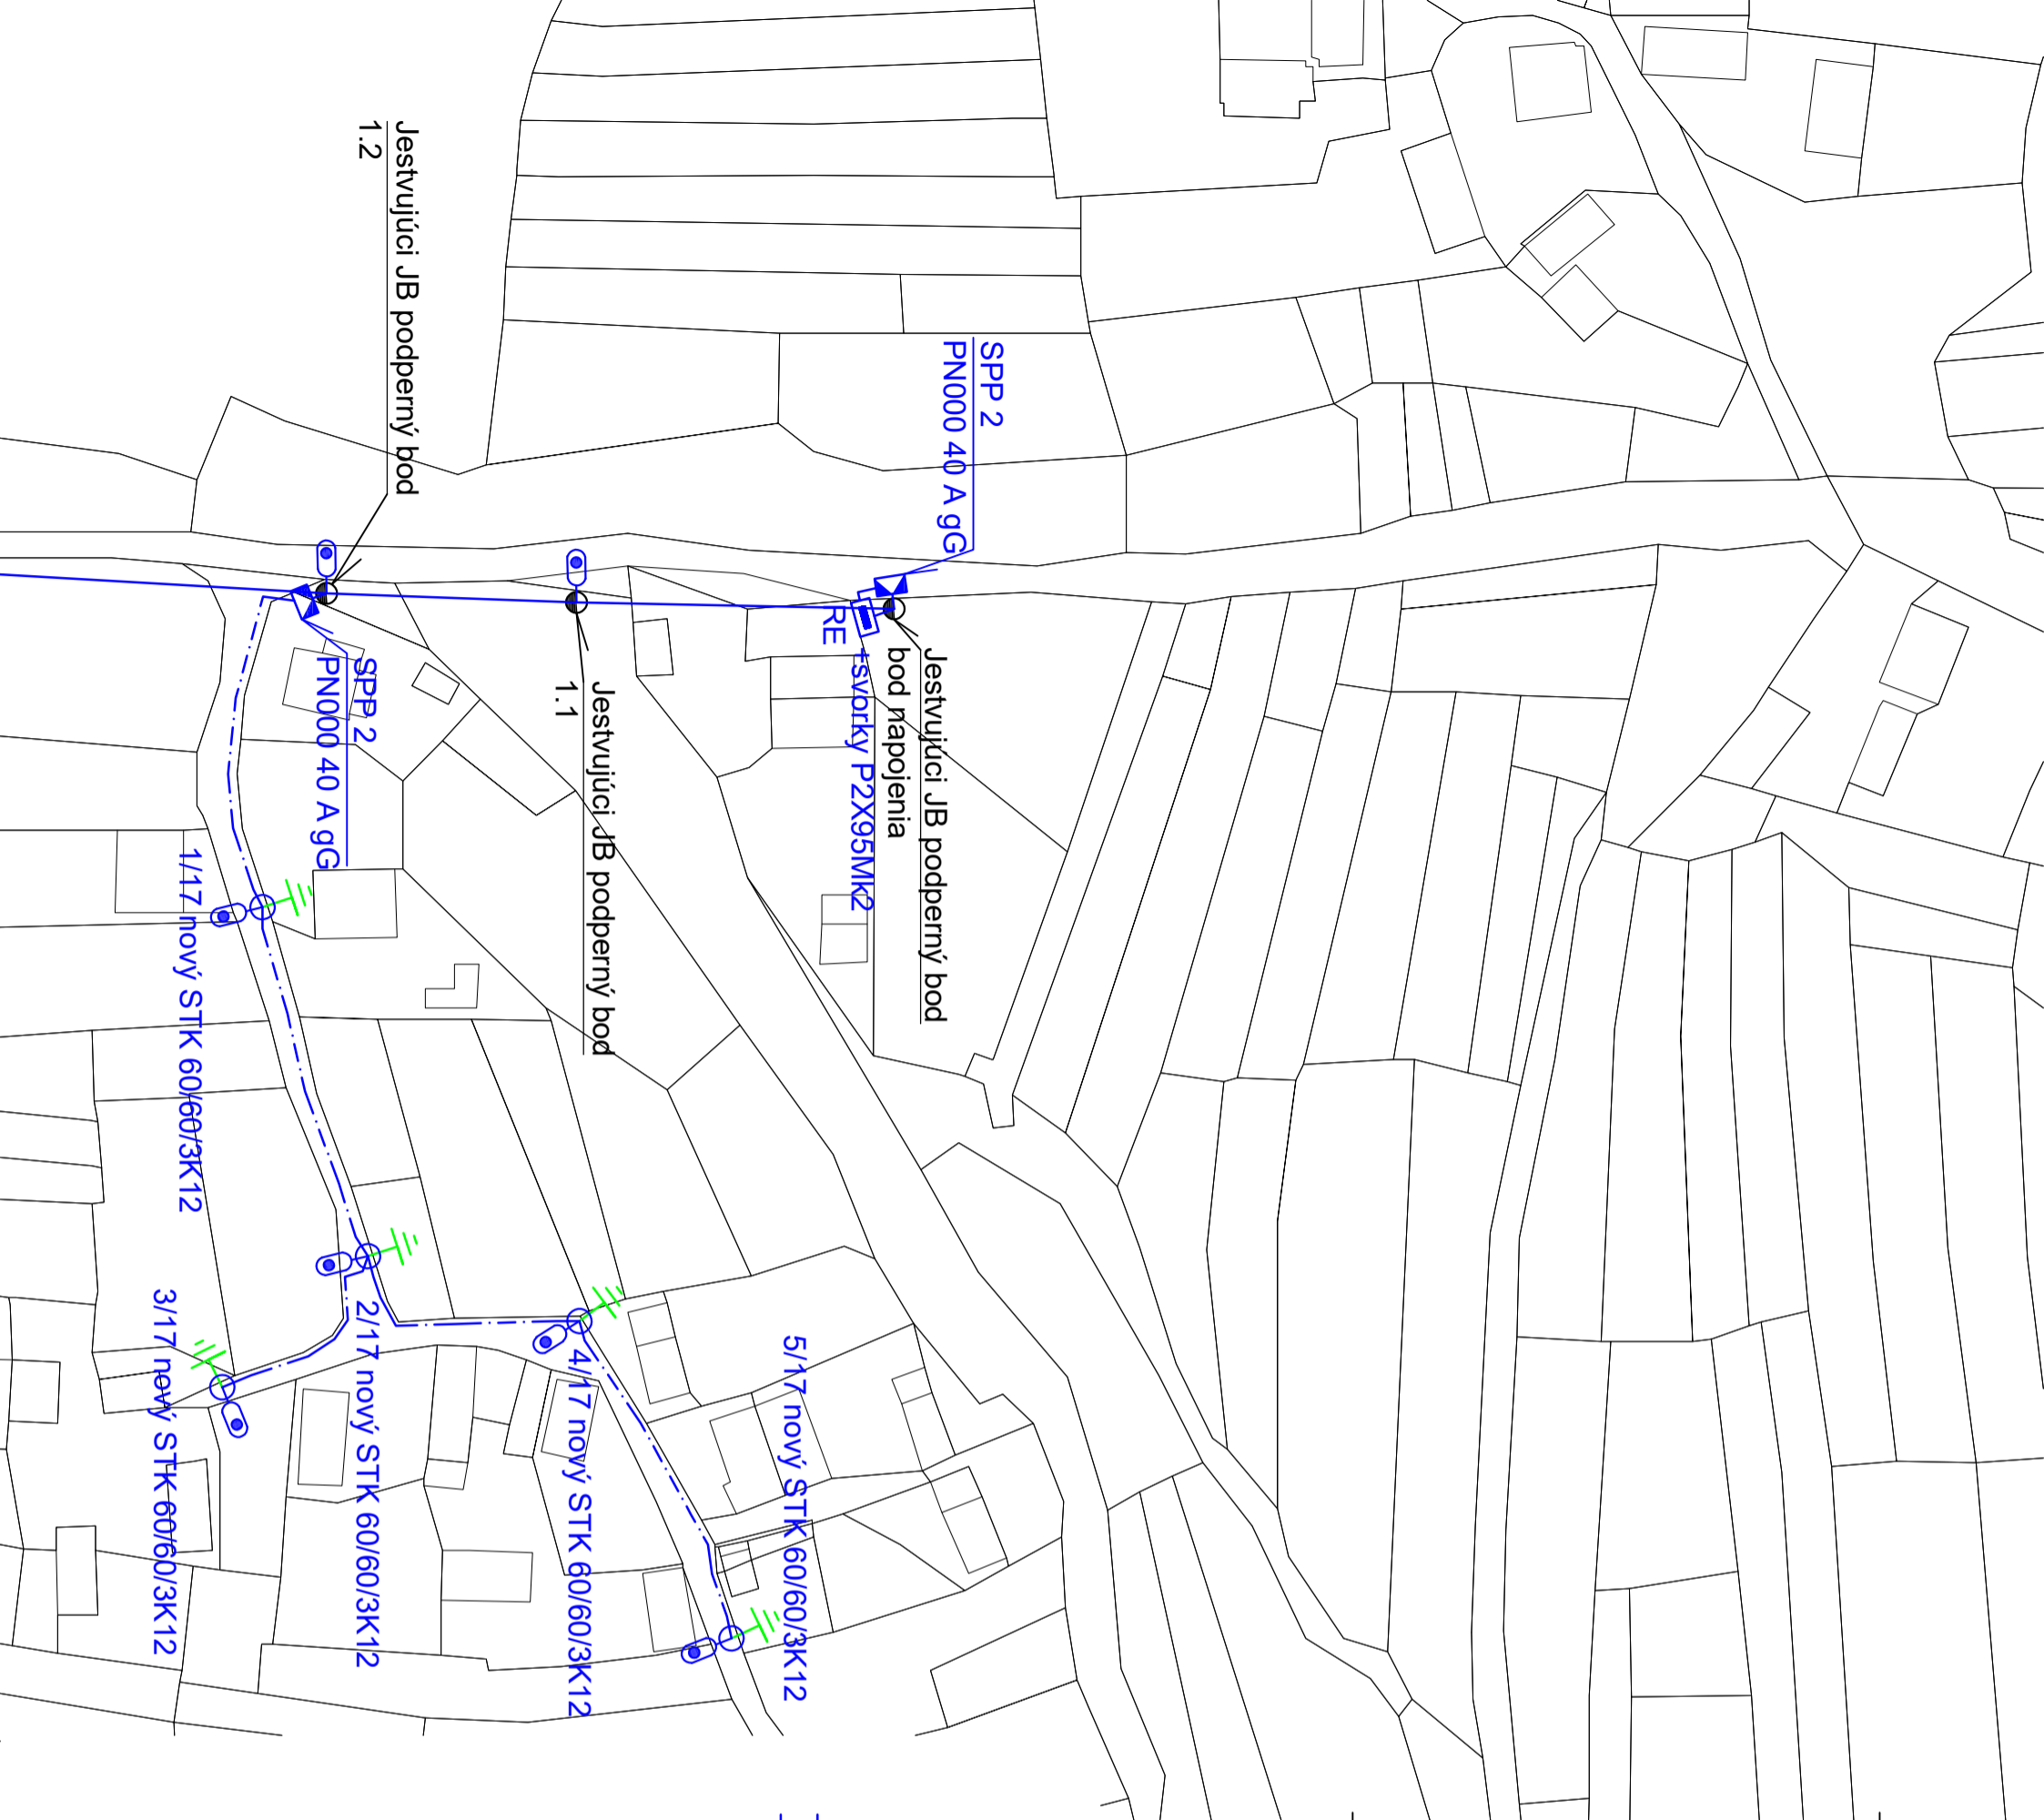 Jestvujúci JB podperný bod
1.2
SPP 2
PN000 40 A gG
SPP 2
PN000 40 A gG
RE
+svorky P2X95Mk2
Jestvujúci JB podperný bod
bod napojenia
Jestvujúci JB podperný bod
1.1
1/17 nový STK 60/60/3K12
2/17 nový STK 60/60/3K12
3/17 nový STK 60/60/3K12
4/17 nový STK 60/60/3K12
5/17 nový STK 60/60/3K12